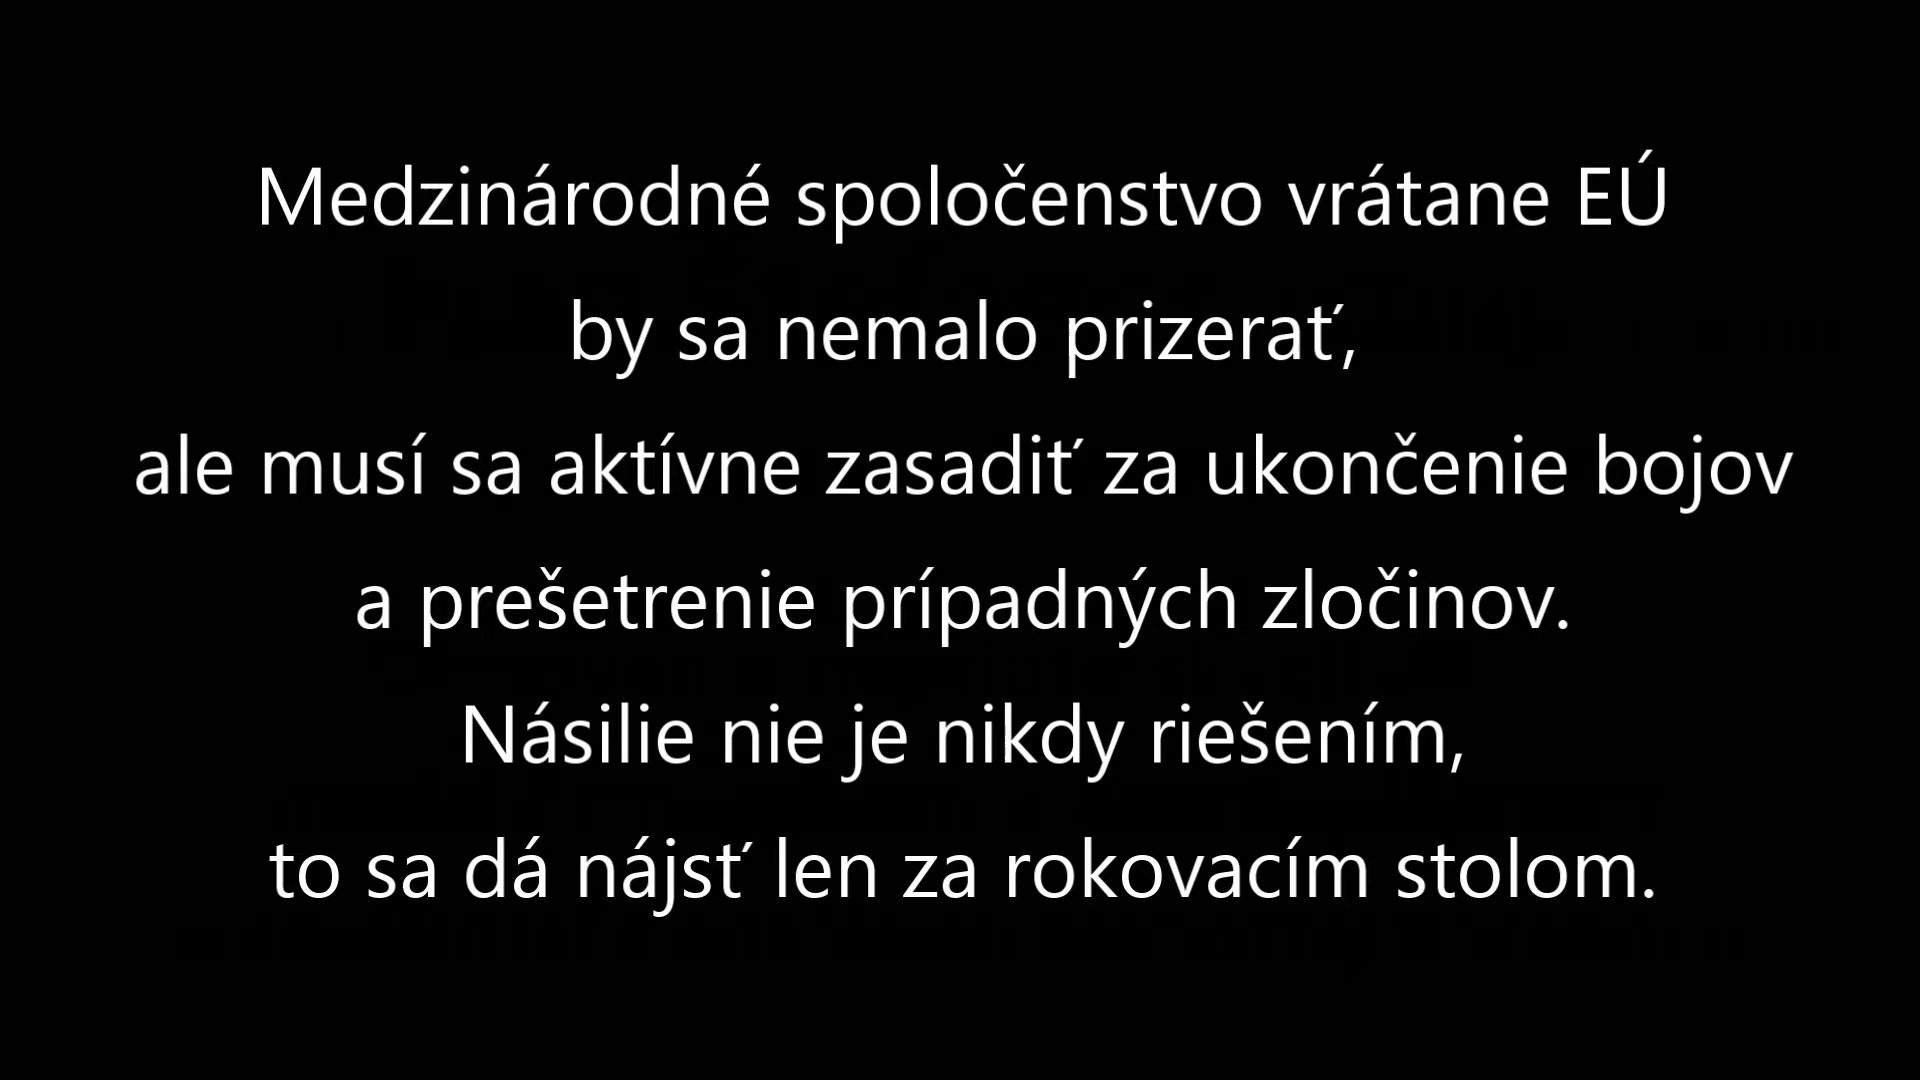 Medzinárodné spoločenstvo vrátane EÚ
by sa nemalo prizerať,
ale musí sa aktívne zasadiť za ukončenie bojov
a prešetrenie prípadných zločinov.
Násilie nie je nikdy riešením,
to sa dá nájsť len za rokovacím stolom.